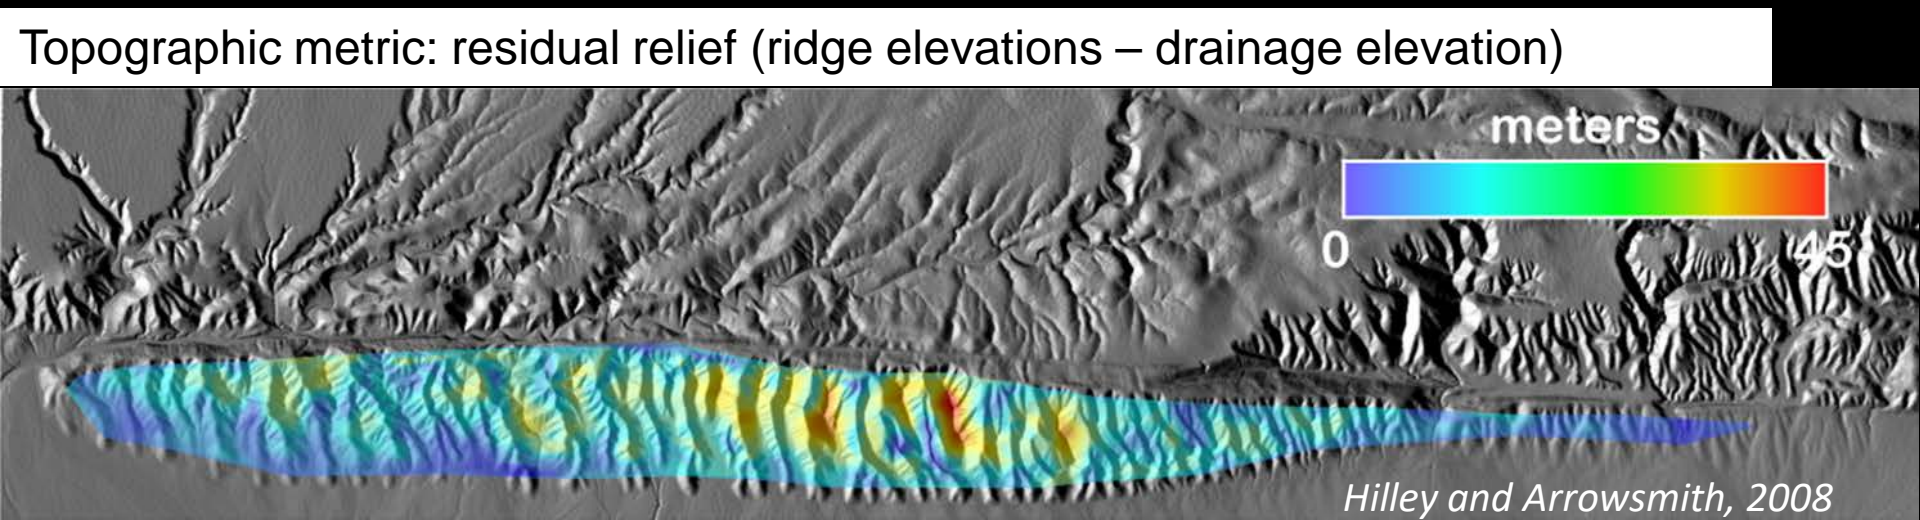 Topographic metric: residual relief (ridge elevations – drainage elevation)
meters
0 45
Hilley and Arrowsmith, 2008